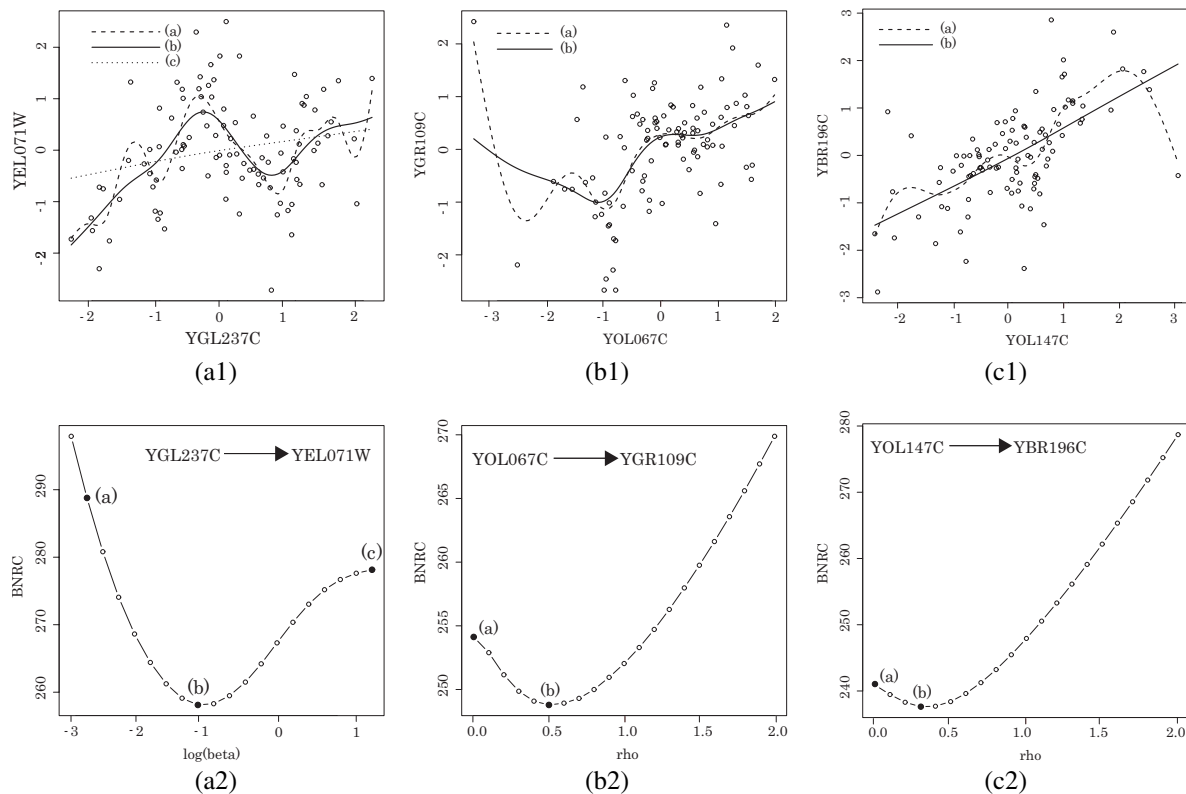 (a)
(b)
(c)
2
1
0
-1
-2
YEL071W
-2
-1
0
1
2
YGL237C
(a1)
(a)
(b)
2
1
0
-1
-2
YGR109C
-3
-2
-1
0
1
2
YOL067C
(b1)
(a)
(b)
3
2
1
0
-1
-2
-3
YBR196C
-2
-1
0
1
2
3
YOL147C
(c1)
YGL237C YEL071W
(a)
(b)
(c)
290
280
270
260
BNRC
-3
-2
-1
0
1
log(beta)
(a2)
YOL067C YGR109C
(a)
(b)
270
265
260
255
250
BNRC
0.0
0.5
1.0
1.5
2.0
rho
(b2)
YOL147C YBR196C
(a)
(b)
280
270
260
250
240
BNRC
0.0
0.5
1.0
1.5
2.0
rho
(c2)